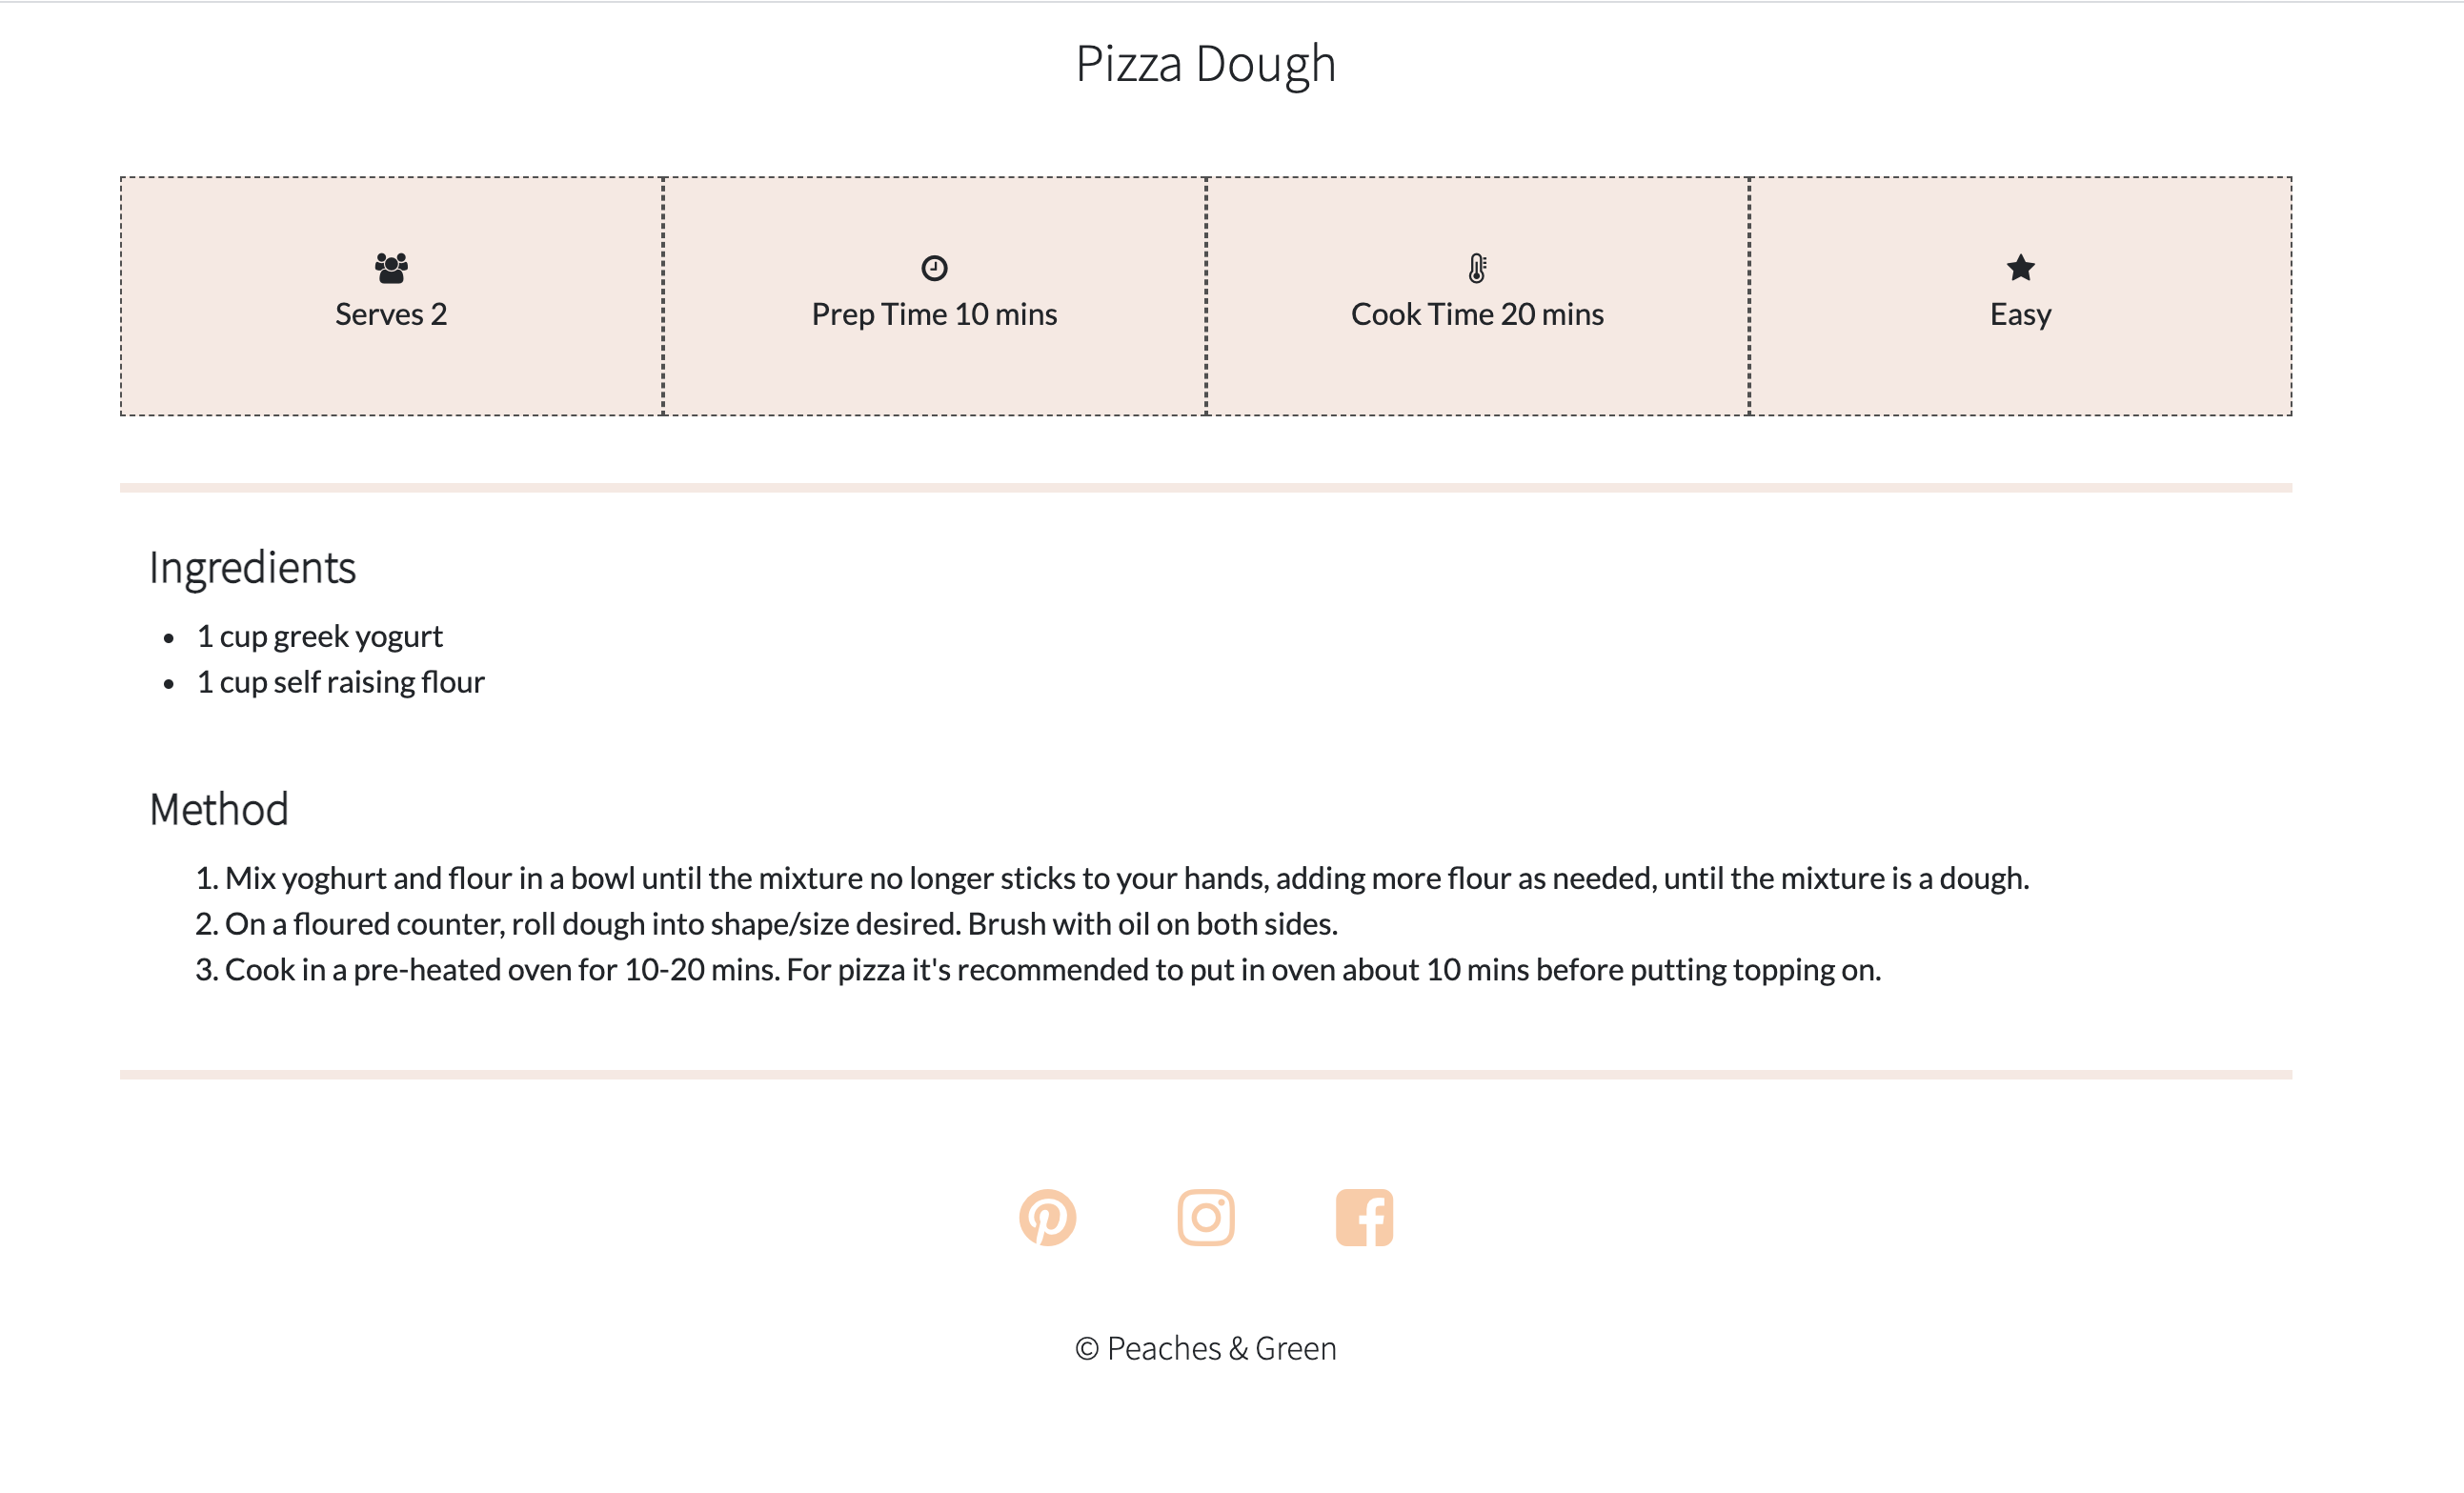 Pizza Dough
Serves 2
Prep Time 10 mins
Cook Time 20 mins
Easy
Ingredients
1 cup greek yogurt
1 cup self raising flour
Method
1. Mix yoghurt and flour in a bowl until the mixture no longer sticks to your hands, adding more flour as needed, until the mixture is a dough.
2. On a floured counter, roll dough into shape/size desired. Brush with oil on both sides.
3. Cook in a pre-heated oven for 10-20 mins. For pizza it's recommended to put in oven about 10 mins before putting topping on.
© Peaches & Green